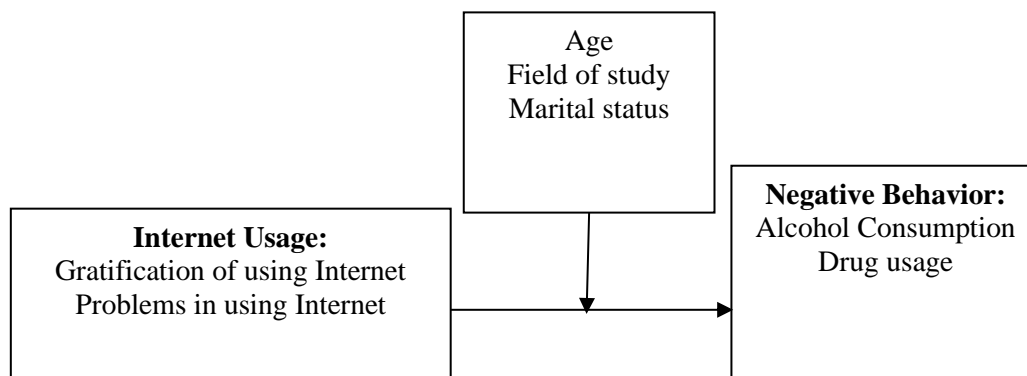 Age
Field of study
Marital status
Negative Behavior:
Alcohol Consumption
Drug usage
Internet Usage:
Gratification of using Internet
Problems in using Internet